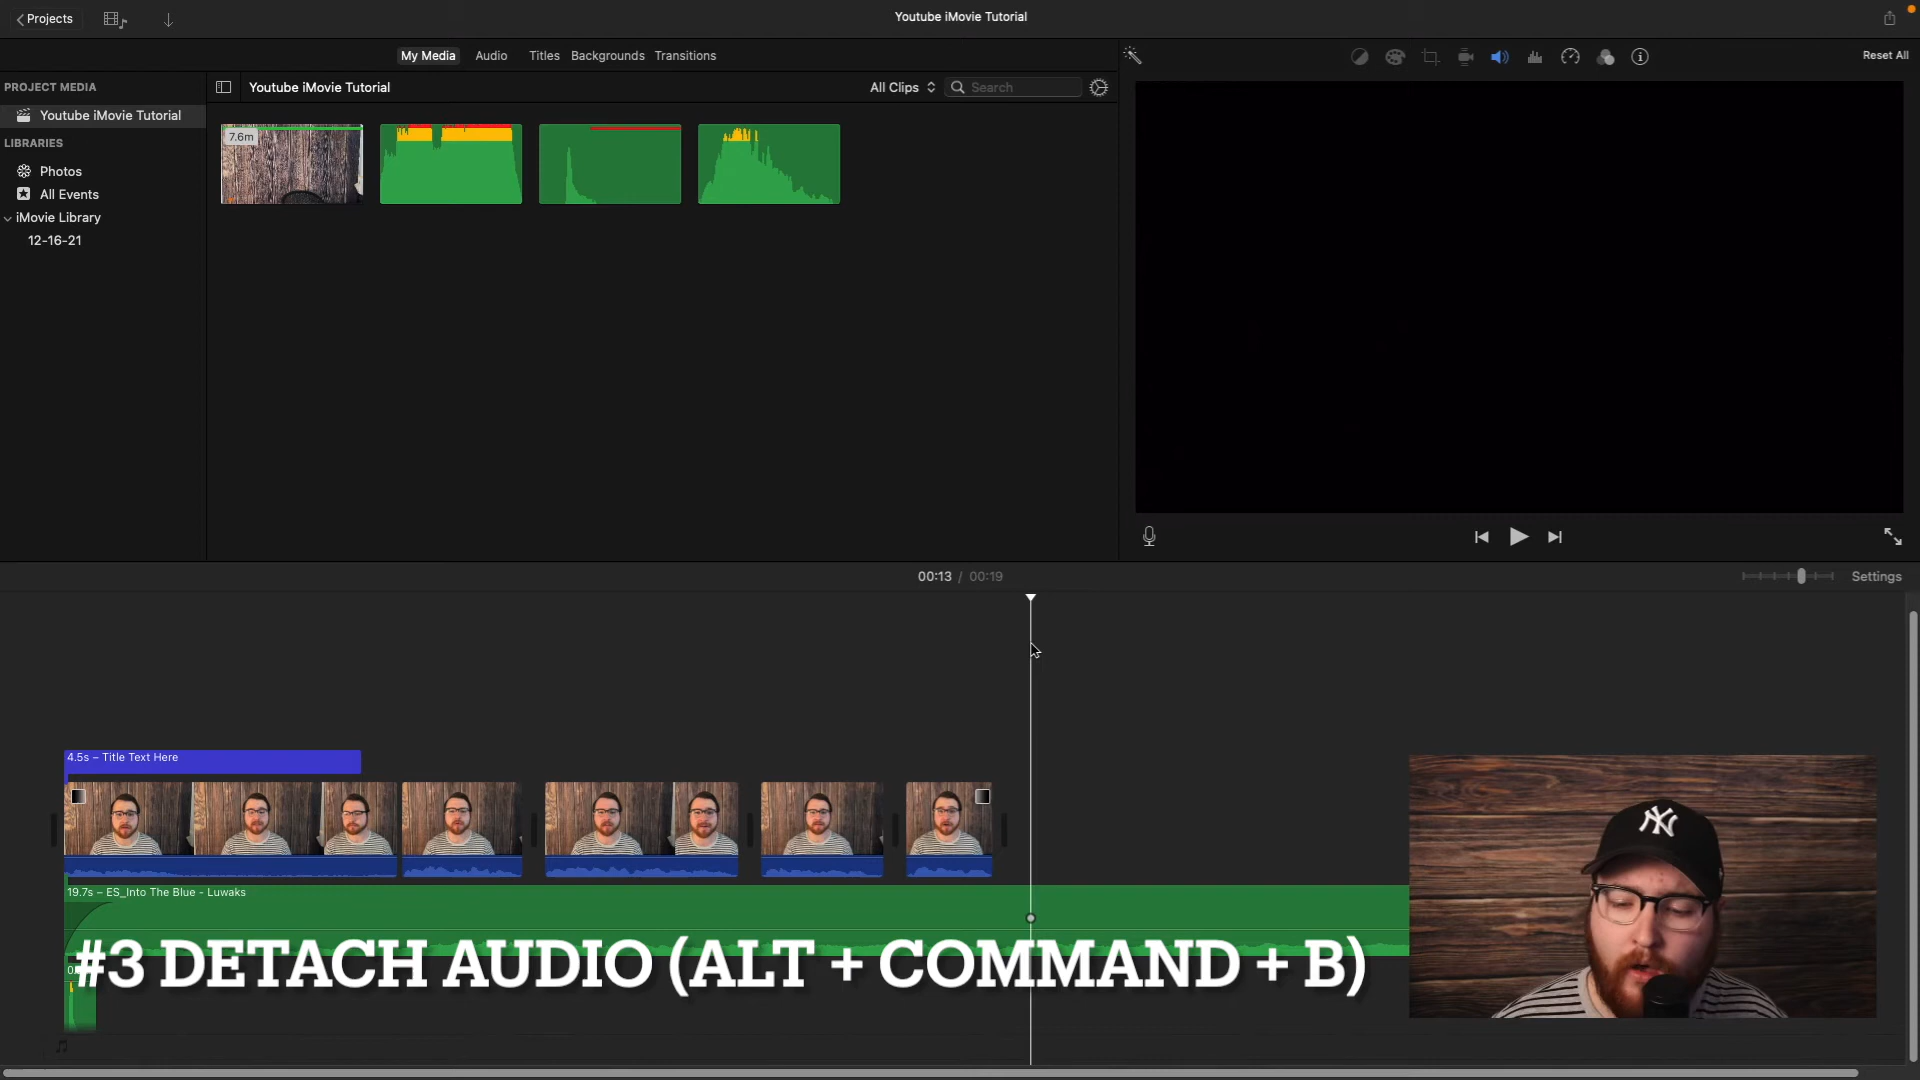 Projects
Youtube iMovie Tutorial
My Media
Audio
Titles
Backgrounds
Transitions
Reset All
PROJECT MEDIA
Youtube iMovie Tutorial
LIBRARIES
Photos
All Events
iMovie Library
12-16-21
Youtube iMovie Tutorial
All Clips
Search
7.6m
00:13 / 00:19
Settings
4.5s – Title Text Here
19.7s – ES_Into The Blue - Luwaks
#3 DETACH AUDIO (ALT + COMMAND + B)
NY